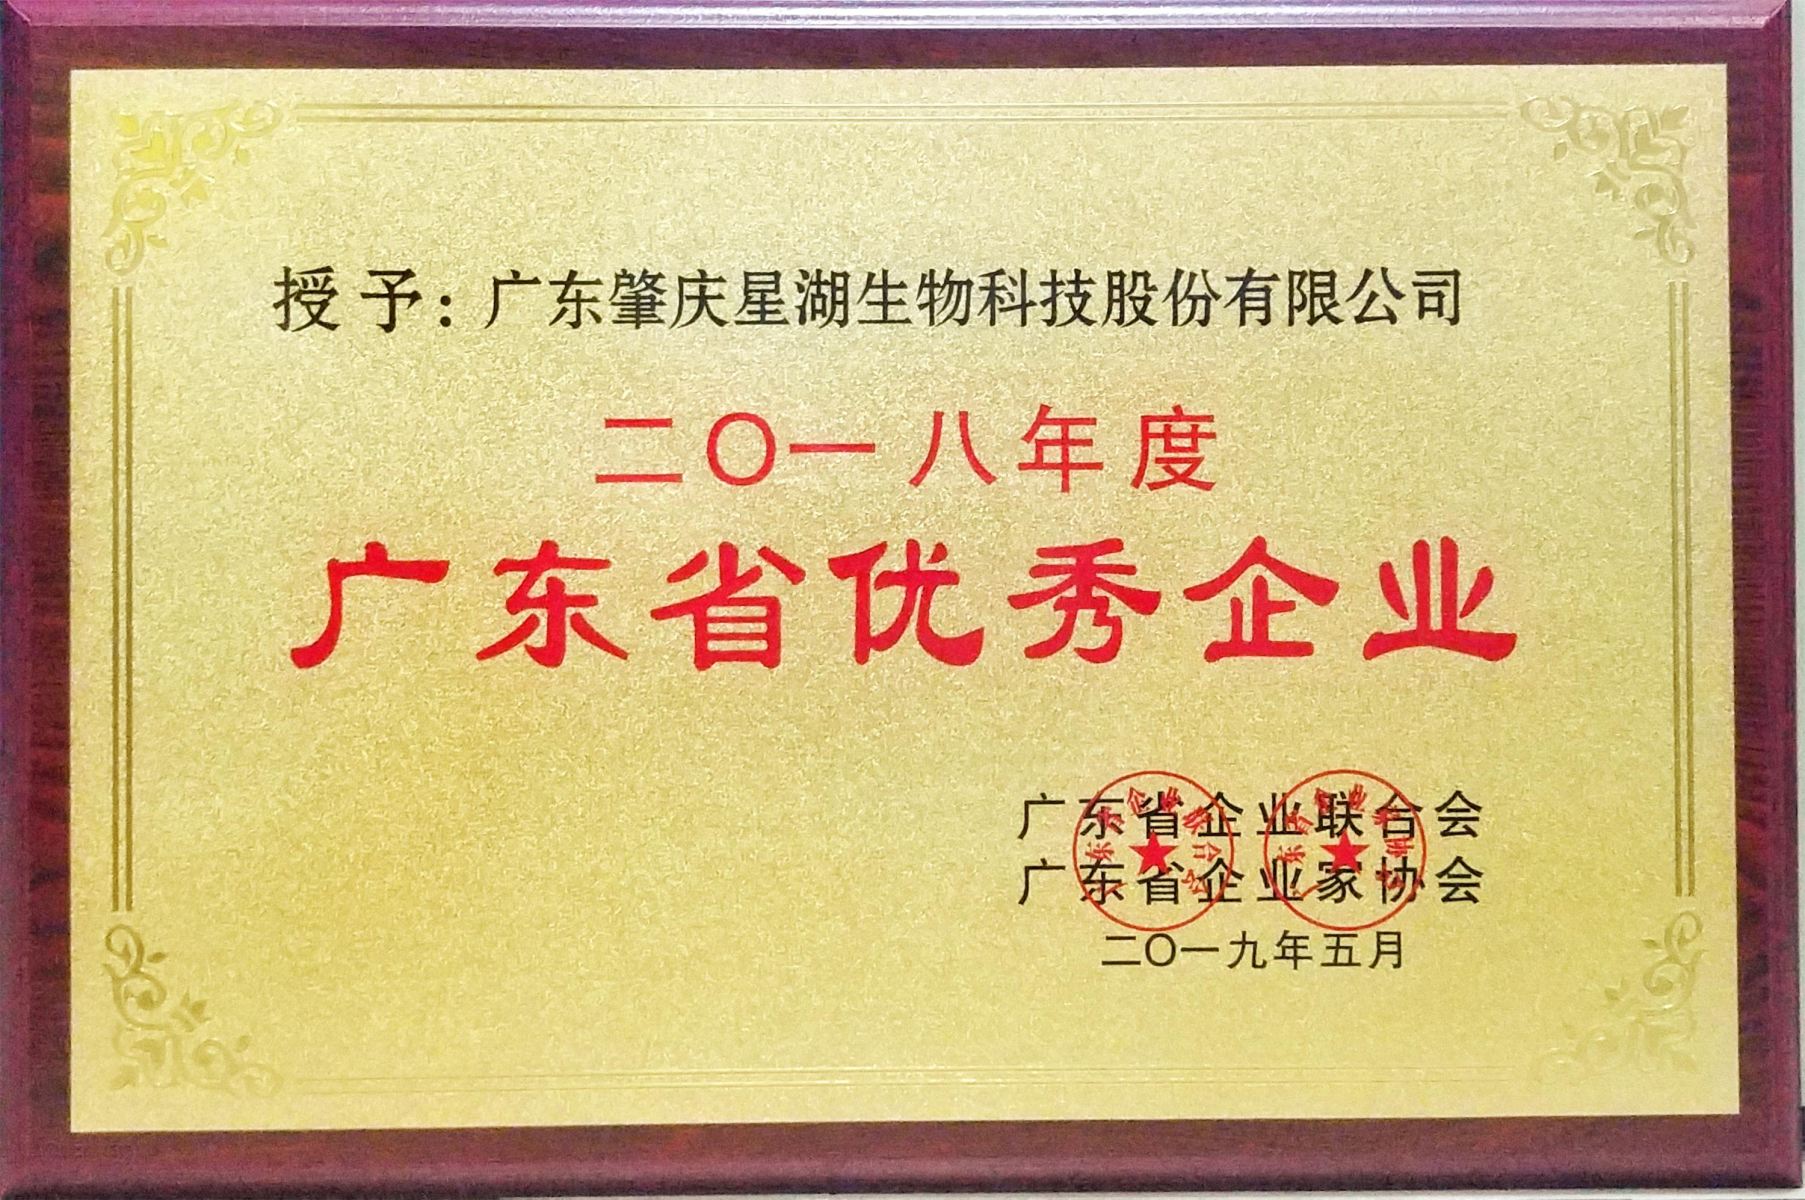 授予：广东肇庆星湖生物科技股份有限公司
二〇一八年度
广东省优秀企业
广东省企业联合会
广东省企业家协会
二〇一九年五月